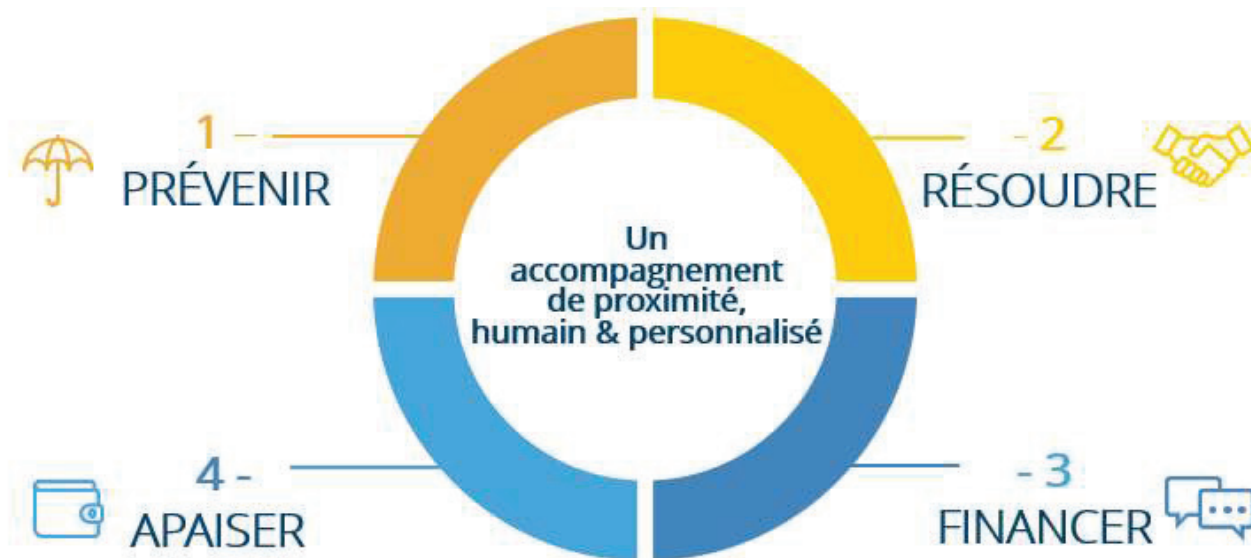 1 -
PRÉVENIR
- 2
RÉSOUDRE
Un
accompagnement
de proximité,
humain & personnalisé
4 -
APAISER
- 3
FINANCER